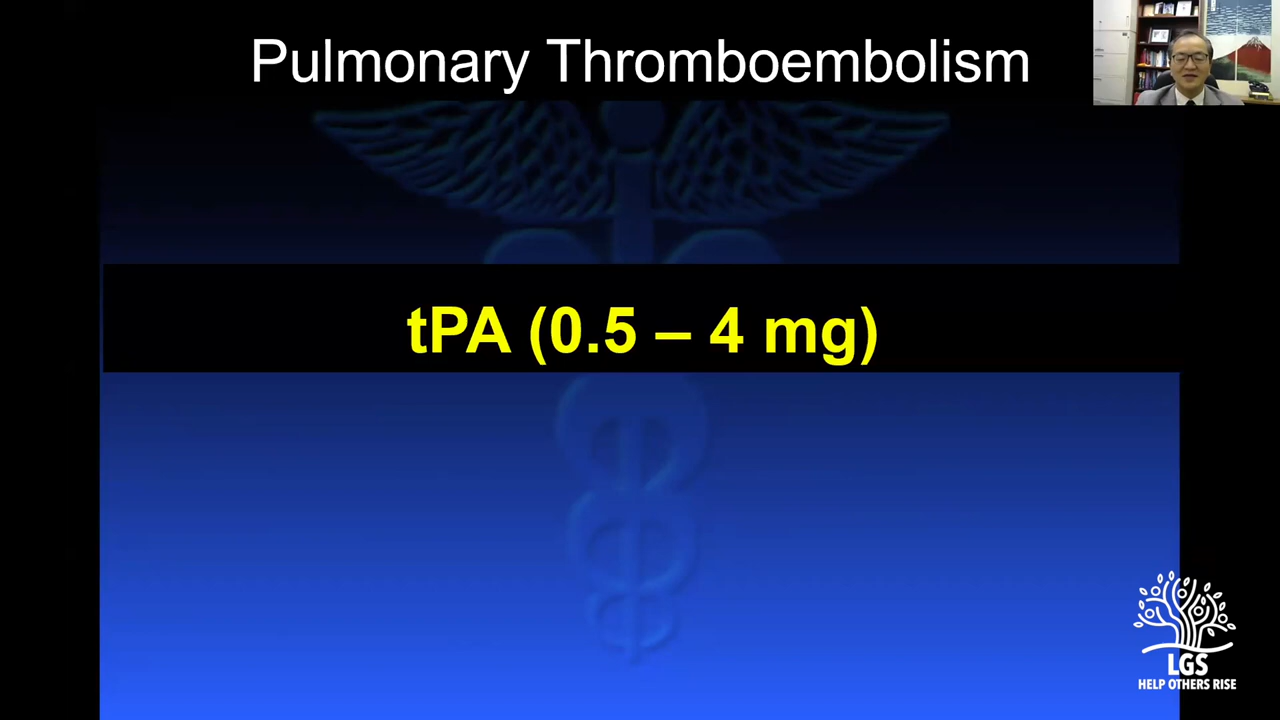 Pulmonary Thromboembolism
tPA (0.5 – 4 mg)
LGS
HELP OTHERS RISE